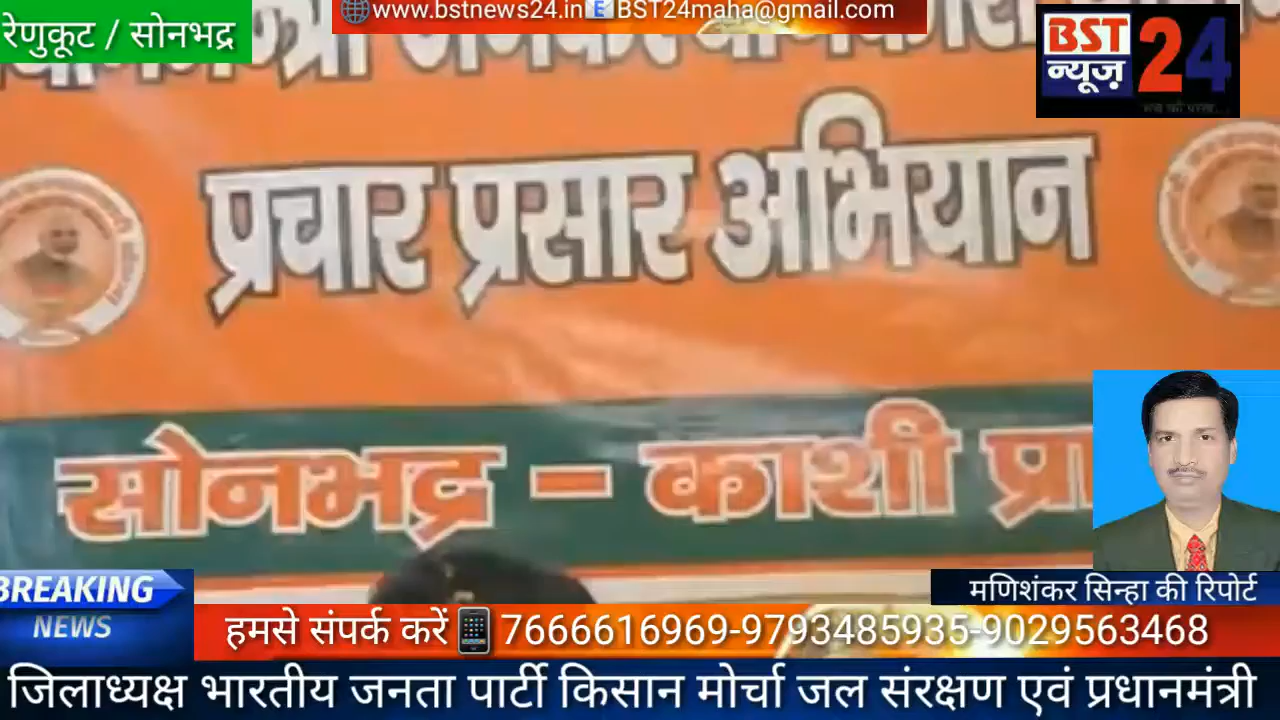 रेणुकूट / सोनभद्र
www.bstnews24.in BST24maha@gmail.com
BST 24
न्यूज़
प्रचार प्रसार अभियान
सोनभद्र - काशी
मणिशंकर सिन्हा की रिपोर्ट
BREAKING
NEWS
हमसे संपर्क करें 7666616969-9793485935-9029563468
जिलाध्यक्ष भारतीय जनता पार्टी किसान मोर्चा जल संरक्षण एवं प्रधानमंत्री